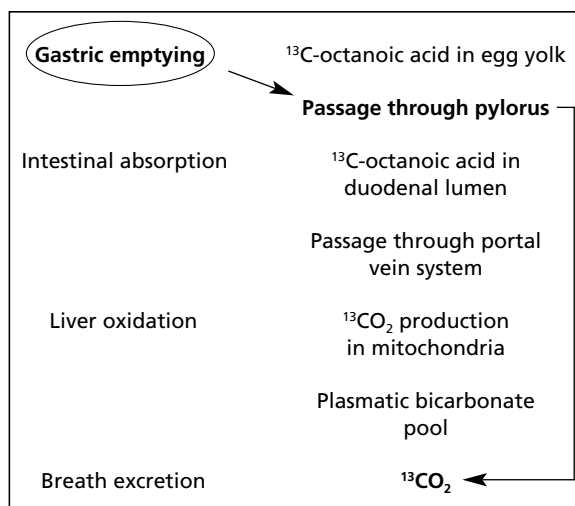 Gastric emptying ¹³C-octanoic acid in egg yolk
Passage through pylorus
Intestinal absorption ¹³C-octanoic acid in
duodenal lumen
Passage through portal
vein system
Liver oxidation ¹³CO₂ production
in mitochondria
Plasmatic bicarbonate
pool
Breath excretion ¹³CO₂